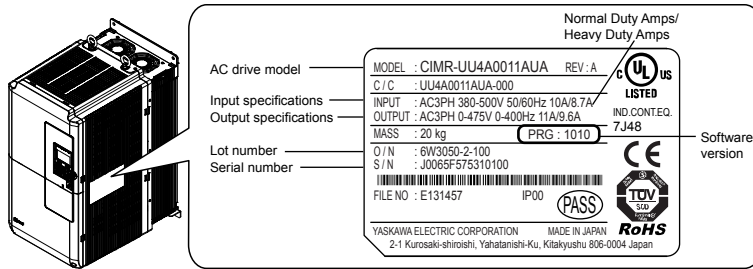 Normal Duty Amps/
Heavy Duty Amps
AC drive model
MODEL : CIMR-UU4A0011AUA REV : A
C / C : UU4A0011AUA-000
Input specifications
INPUT : AC3PH 380-500V 50/60Hz 10A/8.7A
Output specifications
OUTPUT : AC3PH 0-475V 0-400Hz 11A/9.6A
MASS : 20 kg PRG : 1010
Software
version
Lot number
O / N : 6W3050-2-100
Serial number
S / N : J0065F575310100
FILE NO : E131457 IP00
PASS
YASKAWA ELECTRIC CORPORATION MADE IN JAPAN
2-1 Kurosaki-shiroishi, Yahatanishi-Ku, Kitakyushu 806-0004 Japan
C UL US
LISTED
IND.CONT.EQ.
7J48
CE
TÜV
RoHS